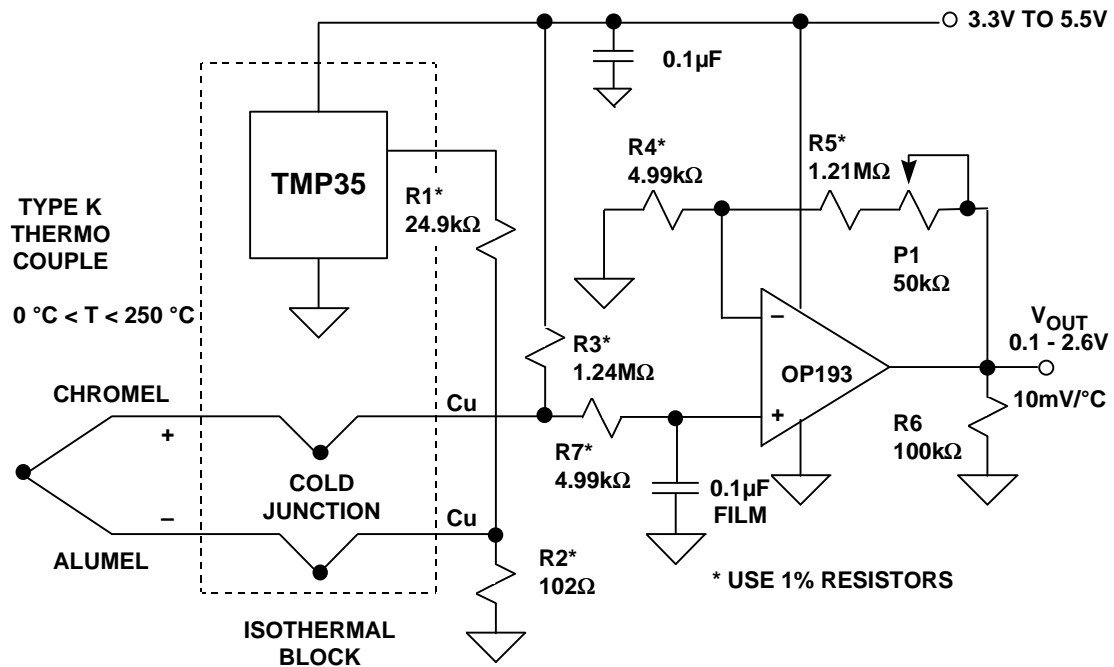 3.3V TO 5.5V
0.1µF
TMP35
R1*
24.9kΩ
R4*
4.99kΩ
R5*
1.21MΩ
P1
50kΩ
TYPE K
THERMO
COUPLE
0 °C < T < 250 °C
R3*
1.24MΩ
–
OP193
+
VOUT
0.1 - 2.6V
10mV/°C
CHROMEL
Cu
+
R7*
4.99kΩ
R6
100kΩ
COLD
JUNCTION
0.1µF
FILM
–
Cu
ALUMEL
R2*
102Ω
* USE 1% RESISTORS
ISOTHERMAL
BLOCK